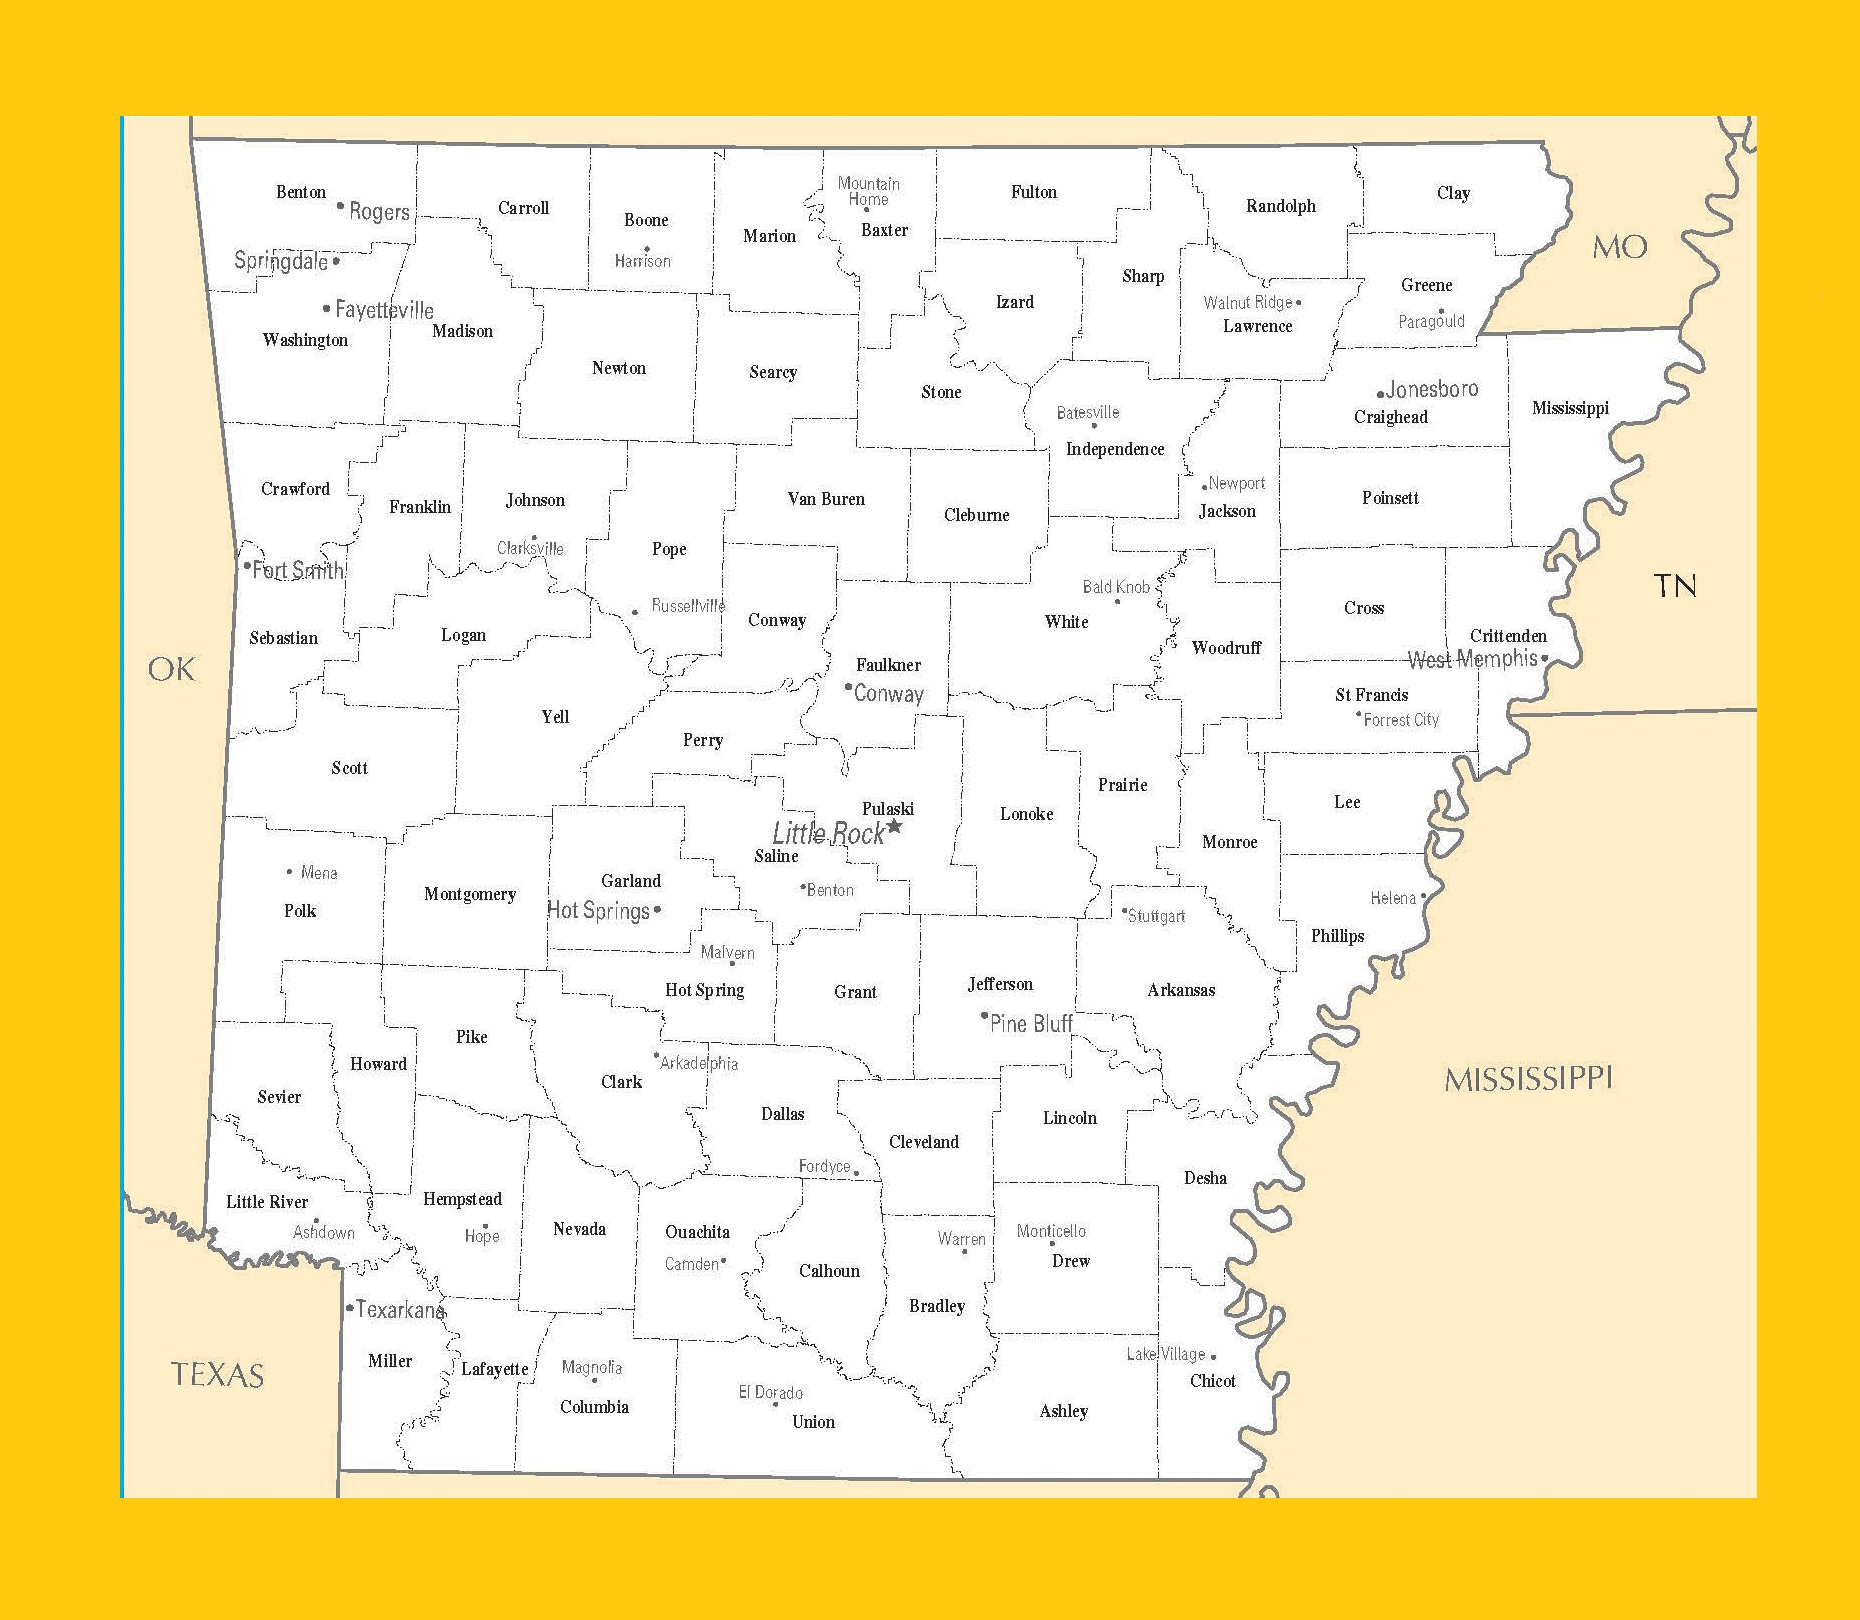 Benton
Rogers
Springdale
Fayetteville
Washington
Carroll
Madison
Boone
Harrison
Marion
Mountain
Home
Baxter
Fulton
Izard
Sharp
Randolph
Walnut Ridge
Lawrence
Clay
Greene
Paragould
MO
Newton
Searcy
Stone
Batesville
Independence
Newport
Jackson
Jonesboro
Craighead
Mississippi
Poinsett
Crawford
Franklin
Johnson
Clarksville
Pope
Russellville
Van Buren
Cleburne
Fort Smith
Sebastian
Logan
Conway
Faulkner
Conway
Bald Knob
White
Woodruff
Cross
Crittenden
West Memphis
TN
OK
St Francis
Forrest City
Scott
Yell
Perry
Pulaski
Little Rock
Saline
Benton
Lonoke
Prairie
Monroe
Lee
Helena
Phillips
Mena
Polk
Montgomery
Garland
Hot Springs
Malvern
Hot Spring
Grant
Jefferson
Pine Bluff
Stuttgart
Arkansas
Pike
Howard
Sevier
Clark
Arkadelphia
Dallas
Fordyce
Cleveland
Lincoln
Desha
MISSISSIPPI
Little River
Ashdown
Hempstead
Hope
Nevada
Ouachita
Camden
Calhoun
Warren
Bradley
Monticello
Drew
Texarkana
Miller
Lafayette
Magnolia
Columbia
El Dorado
Union
Ashley
Lake Village
Chicot
TEXAS